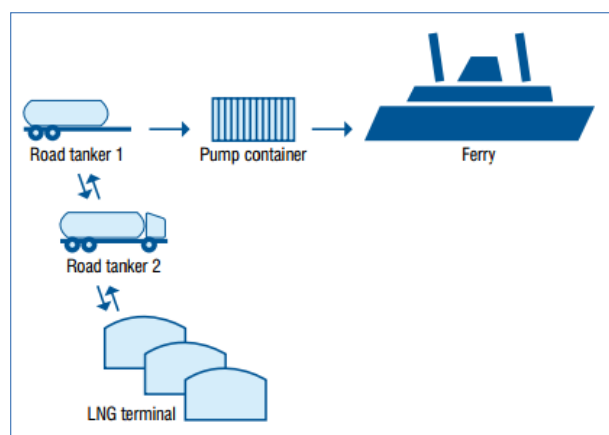 Road tanker 1
Pump container
Ferry
Road tanker 2
LNG terminal